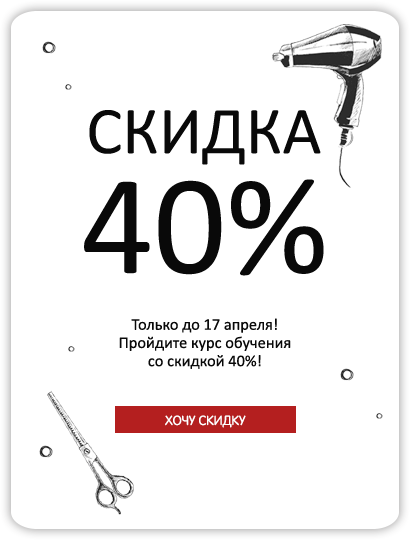 СКИДКА
40%
Только до 17 апреля!
Пройдите курс обучения
со скидкой 40%!
ХОЧУ СКИДКУ